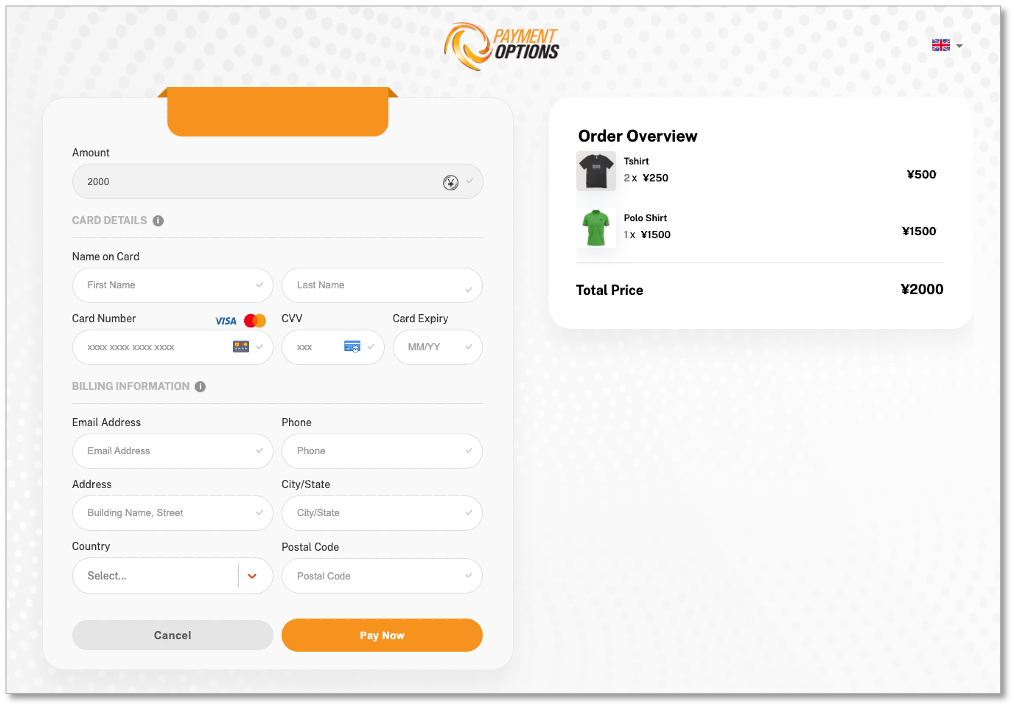 PAYMENT
OPTIONS
Amount
2000
CARD DETAILS
Name on Card
First Name
Last Name
Card Number
VISA
CVV
Card Expiry
xxxx xxxx xxxx xxxx
xxx
MM/YY
BILLING INFORMATION
Email Address
Phone
Email Address
Phone
Address
City/State
Building Name, Street
City/State
Country
Postal Code
Select...
Postal Code
Cancel
Pay Now
Order Overview
Tshirt
2 x ¥250
¥500
Polo Shirt
1 x ¥1500
¥1500
Total Price
¥2000